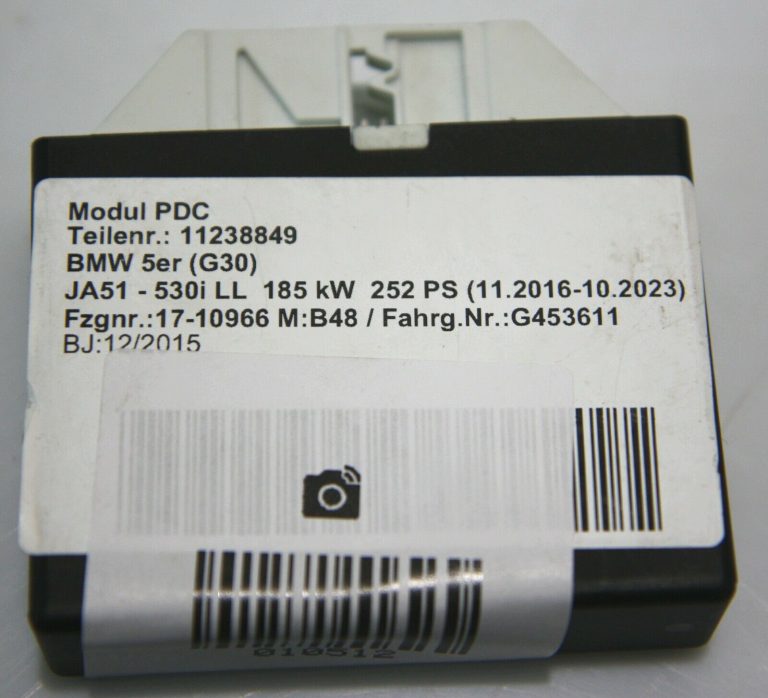 Modul PDC
Teilenr.: 11238849
BMW 5er (G30)
JA51 - 530i LL 185 kW 252 PS (11.2016-10.2023)
Fzgnr.:17-10966 M:B48 / Fahrg.Nr.:G453611
BJ:12/2015